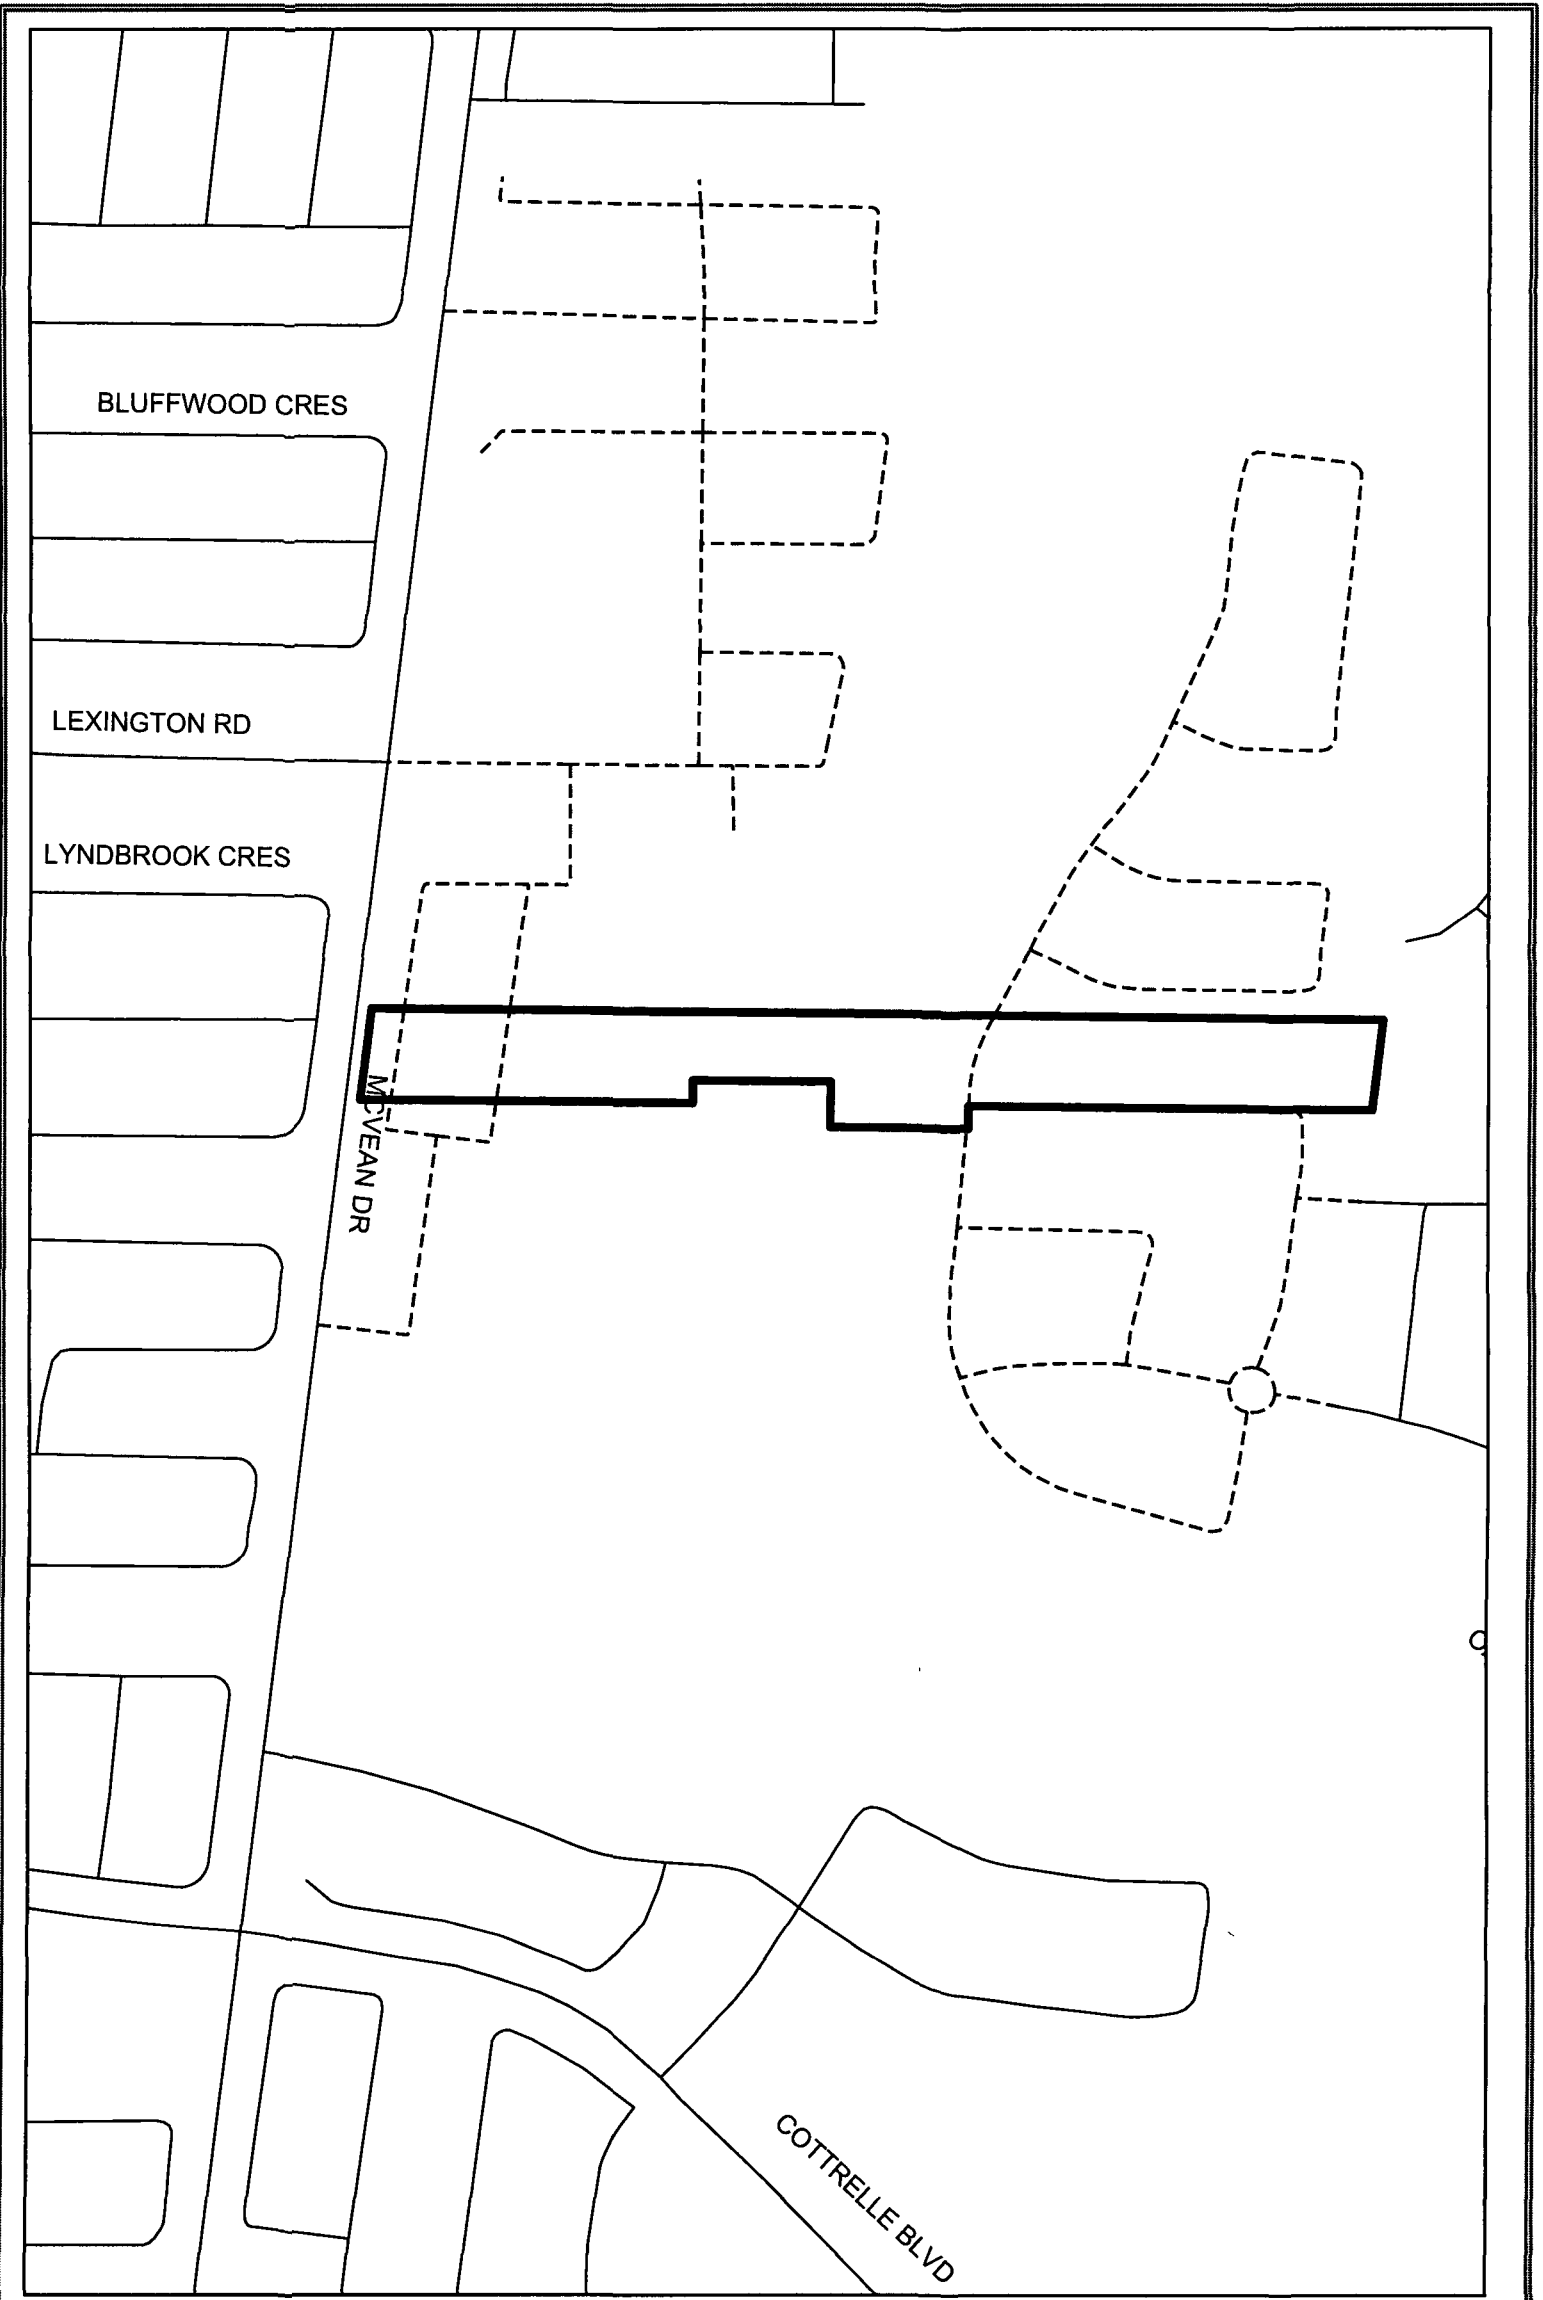 BLUFFWOOD CRES
LEXINGTON RD
LYNDBROOK CRES
MCVEAN DR
COTTRELLE BLVD